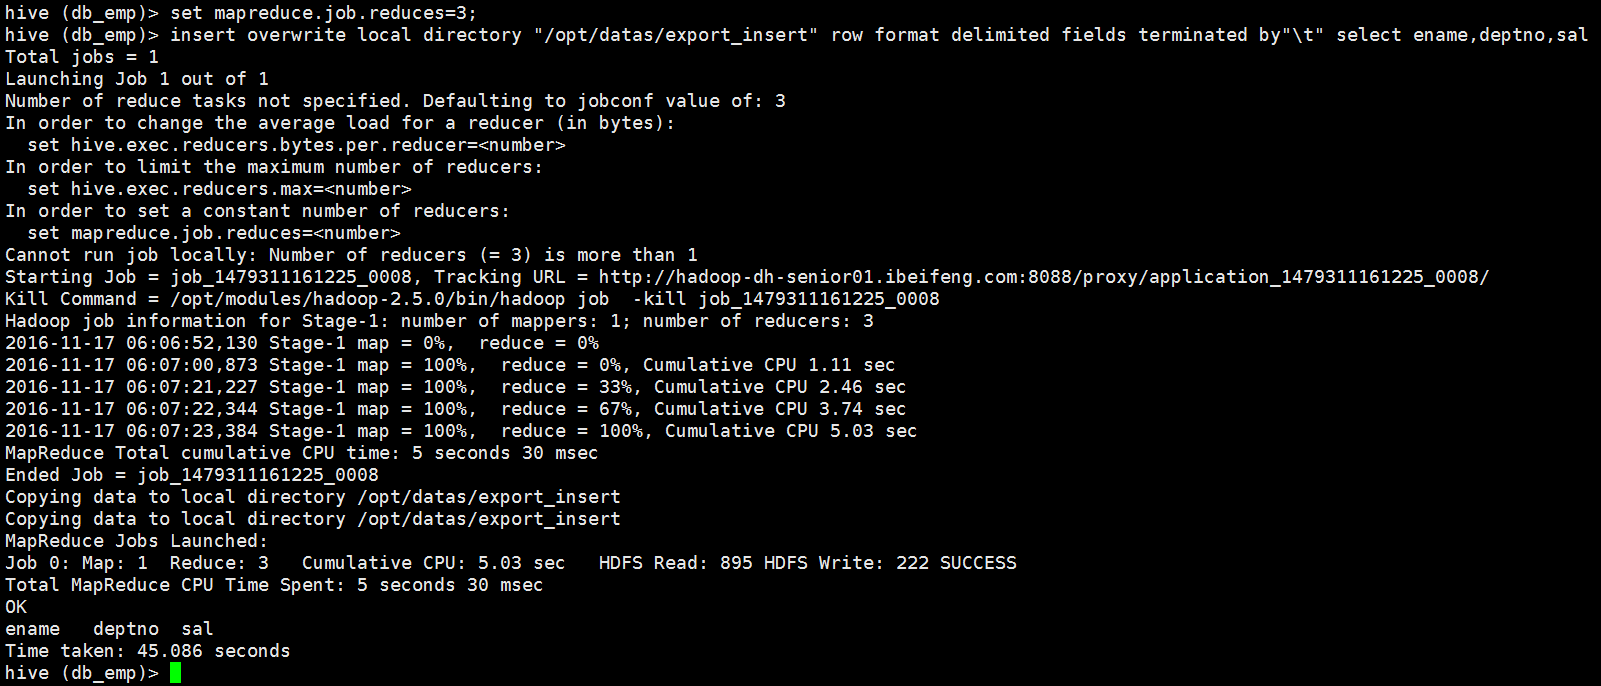 hive (db_emp)> set mapreduce.job.reduces=3;
hive (db_emp)> insert overwrite local directory "/opt/datas/export_insert" row format delimited fields terminated by"\t" select ename,deptno,sal
Total jobs = 1
Launching Job 1 out of 1
Number of reduce tasks not specified. Defaulting to jobconf value of: 3
In order to change the average load for a reducer (in bytes):
  set hive.exec.reducers.bytes.per.reducer=<number>
In order to limit the maximum number of reducers:
  set hive.exec.reducers.max=<number>
In order to set a constant number of reducers:
  set mapreduce.job.reduces=<number>
Cannot run job locally: Number of reducers (= 3) is more than 1
Starting Job = job_1479311161225_0008, Tracking URL = http://hadoop-dh-senior01.ibeifeng.com:8088/proxy/application_1479311161225_0008/
Kill Command = /opt/modules/hadoop-2.5.0/bin/hadoop job  -kill job_1479311161225_0008
Hadoop job information for Stage-1: number of mappers: 1; number of reducers: 3
2016-11-17 06:06:52,130 Stage-1 map = 0%,  reduce = 0%
2016-11-17 06:07:00,873 Stage-1 map = 100%,  reduce = 0%, Cumulative CPU 1.11 sec
2016-11-17 06:07:21,227 Stage-1 map = 100%,  reduce = 33%, Cumulative CPU 2.46 sec
2016-11-17 06:07:22,344 Stage-1 map = 100%,  reduce = 67%, Cumulative CPU 3.74 sec
2016-11-17 06:07:23,384 Stage-1 map = 100%,  reduce = 100%, Cumulative CPU 5.03 sec
MapReduce Total cumulative CPU time: 5 seconds 30 msec
Ended Job = job_1479311161225_0008
Copying data to local directory /opt/datas/export_insert
Copying data to local directory /opt/datas/export_insert
MapReduce Jobs Launched:
Job 0: Map: 1  Reduce: 3   Cumulative CPU: 5.03 sec   HDFS Read: 895 HDFS Write: 222 SUCCESS
Total MapReduce CPU Time Spent: 5 seconds 30 msec
OK
ename   deptno  sal
Time taken: 45.086 seconds
hive (db_emp)>